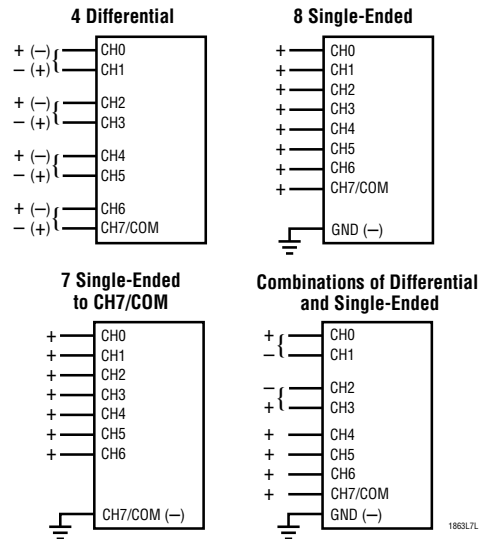 4 Differential
+ (−) { CH0
− (+) CH1
+ (−) { CH2
− (+) CH3
+ (−) { CH4
− (+) CH5
+ (−) { CH6
− (+) CH7/COM
8 Single-Ended
+ CH0
+ CH1
+ CH2
+ CH3
+ CH4
+ CH5
+ CH6
+ CH7/COM
GND (−)
7 Single-Ended
to CH7/COM
+ CH0
+ CH1
+ CH2
+ CH3
+ CH4
+ CH5
+ CH6
CH7/COM (−)
Combinations of Differential
and Single-Ended
+ { CH0
− CH1
− { CH2
+ CH3
+ CH4
+ CH5
+ CH6
+ CH7/COM
GND (−)
1863L7L